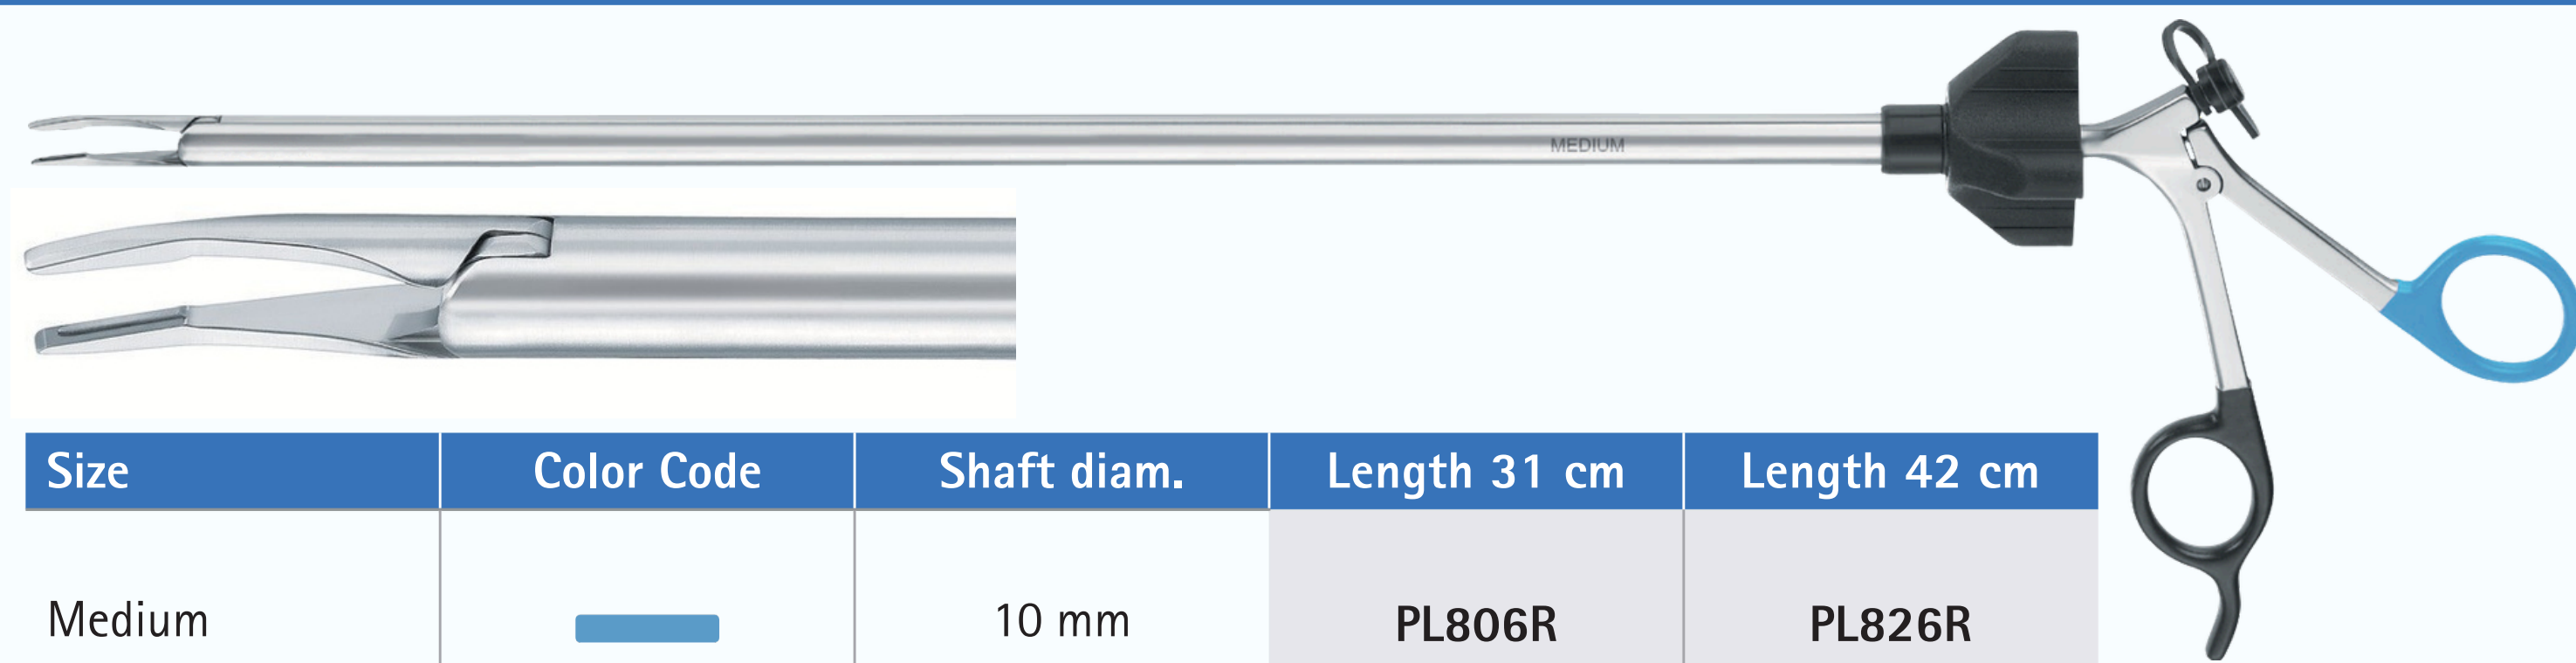 MEDIUM
Size Color Code Shaft diam. Length 31 cm Length 42 cm
Medium 10 mm PL806R PL826R